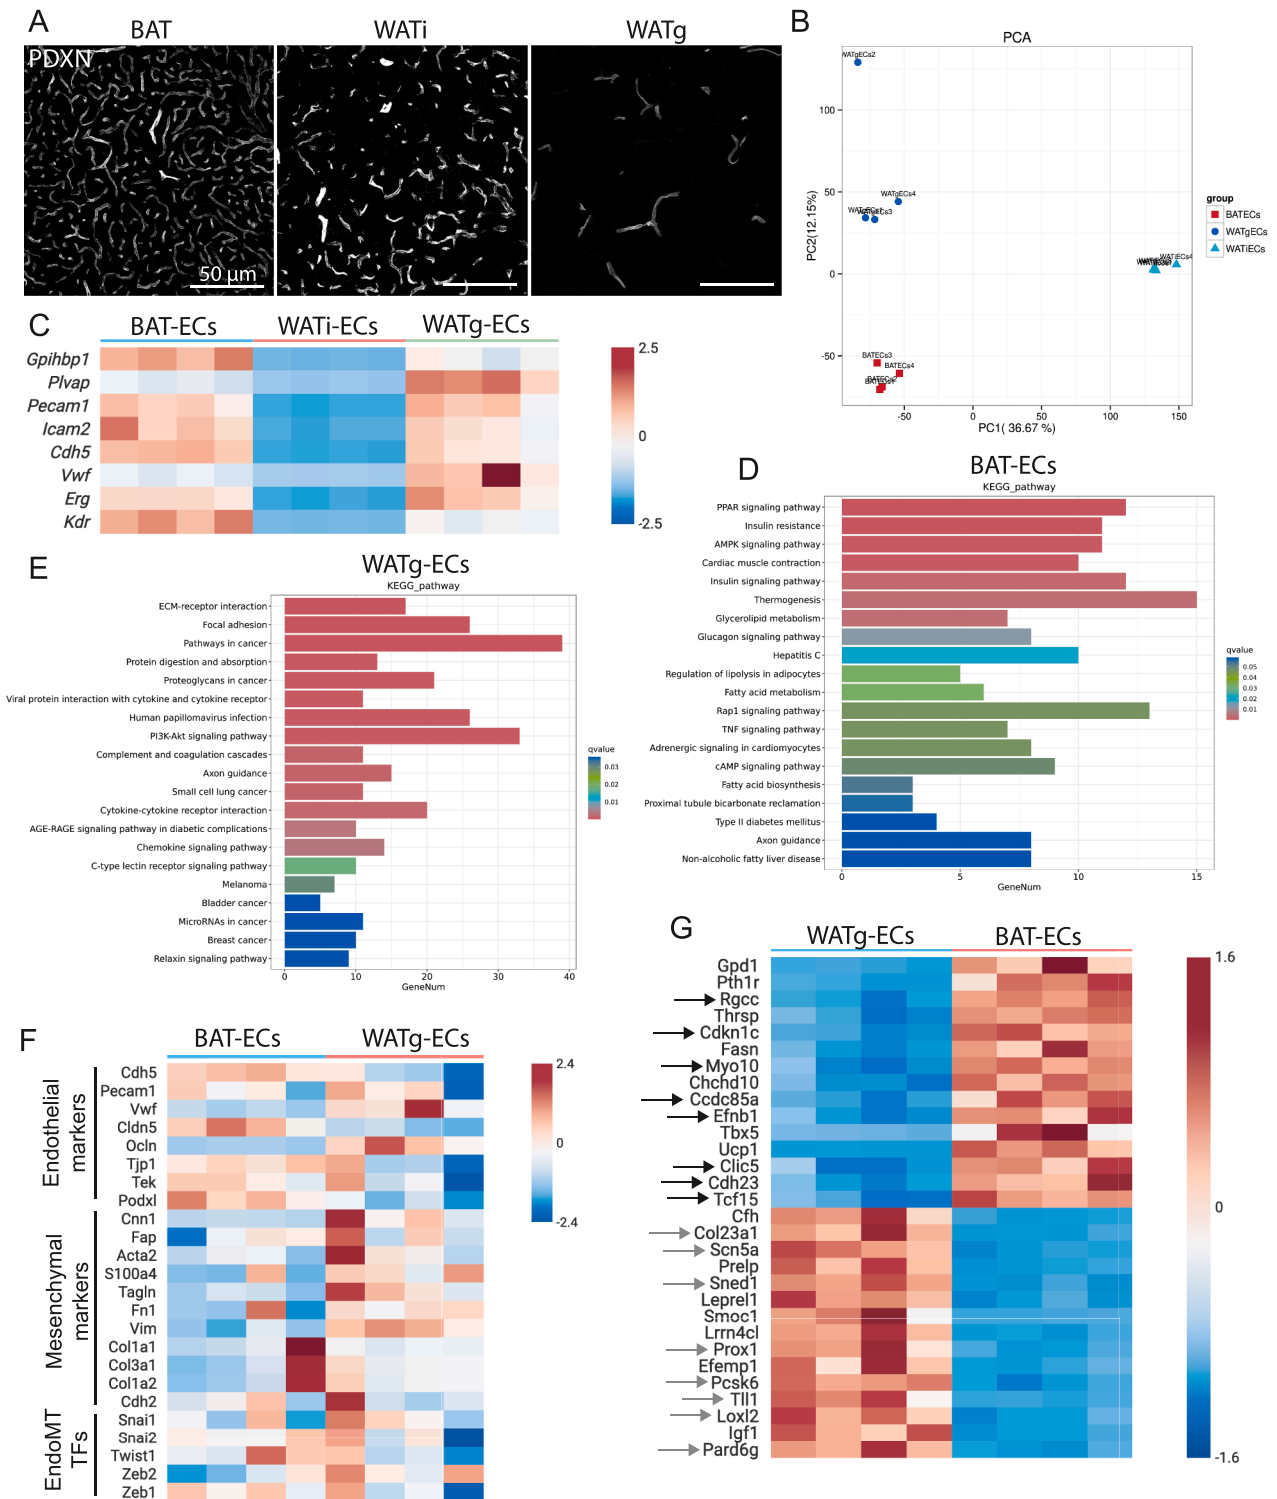 A
BAT
WATi
WATg
PDXN
50 µm
B
PCA
WATgECs2
WATgECs4
WATgECs3
WATiECs4
BATECs3
BATECs4
BATECs1
100
50
0
-50
PC2(12.15%)
-50
0
50
100
150
PC1( 36.67 %)
group
BATECs
WATgECs
WATiECs
C
BAT-ECs
WATi-ECs
WATg-ECs
Gpihbp1
Plvap
Pecam1
Icam2
Cdh5
Vwf
Erg
Kdr
2.5
0
-2.5
D
BAT-ECs
KEGG_pathway
PPAR signaling pathway
Insulin resistance
AMPK signaling pathway
Cardiac muscle contraction
Insulin signaling pathway
Thermogenesis
Glycerolipid metabolism
Glucagon signaling pathway
Hepatitis C
Regulation of lipolysis in adipocytes
Fatty acid metabolism
Rap1 signaling pathway
TNF signaling pathway
Adrenergic signaling in cardiomyocytes
cAMP signaling pathway
Fatty acid biosynthesis
Proximal tubule bicarbonate reclamation
Type II diabetes mellitus
Axon guidance
Non-alcoholic fatty liver disease
0
5
10
15
GeneNum
qvalue
0.05
0.04
0.03
0.02
0.01
E
WATg-ECs
KEGG_pathway
ECM-receptor interaction
Focal adhesion
Pathways in cancer
Protein digestion and absorption
Proteoglycans in cancer
Viral protein interaction with cytokine and cytokine receptor
Human papillomavirus infection
PI3K-Akt signaling pathway
Complement and coagulation cascades
Axon guidance
Small cell lung cancer
Cytokine-cytokine receptor interaction
AGE-RAGE signaling pathway in diabetic complications
Chemokine signaling pathway
C-type lectin receptor signaling pathway
Melanoma
Bladder cancer
MicroRNAs in cancer
Breast cancer
Relaxin signaling pathway
0
10
20
30
40
GeneNum
qvalue
0.03
0.02
0.01
F
BAT-ECs
WATg-ECs
Endothelial
markers
Cdh5
Pecam1
Vwf
Cldn5
Ocln
Tjp1
Tek
Podxl
Mesenchymal
markers
Cnn1
Fap
Acta2
S100a4
Tagln
Fn1
Vim
Col1a1
Col3a1
Col1a2
Cdh2
EndoMT
TFs
Snai1
Snai2
Twist1
Zeb2
Zeb1
2.4
0
-2.4
G
WATg-ECs
BAT-ECs
Gpd1
Pth1r
Rgcc
Thrsp
Cdkn1c
Fasn
Myo10
Chchd10
Ccdc85a
Efnb1
Tbx5
Ucp1
Clic5
Cdh23
Tcf15
Cfh
Col23a1
Scn5a
Prelp
Sned1
Leprel1
Smoc1
Lrrn4cl
Prox1
Efemp1
Pcsk6
Tll1
Loxl2
Igf1
Pard6g
1.6
0
-1.6